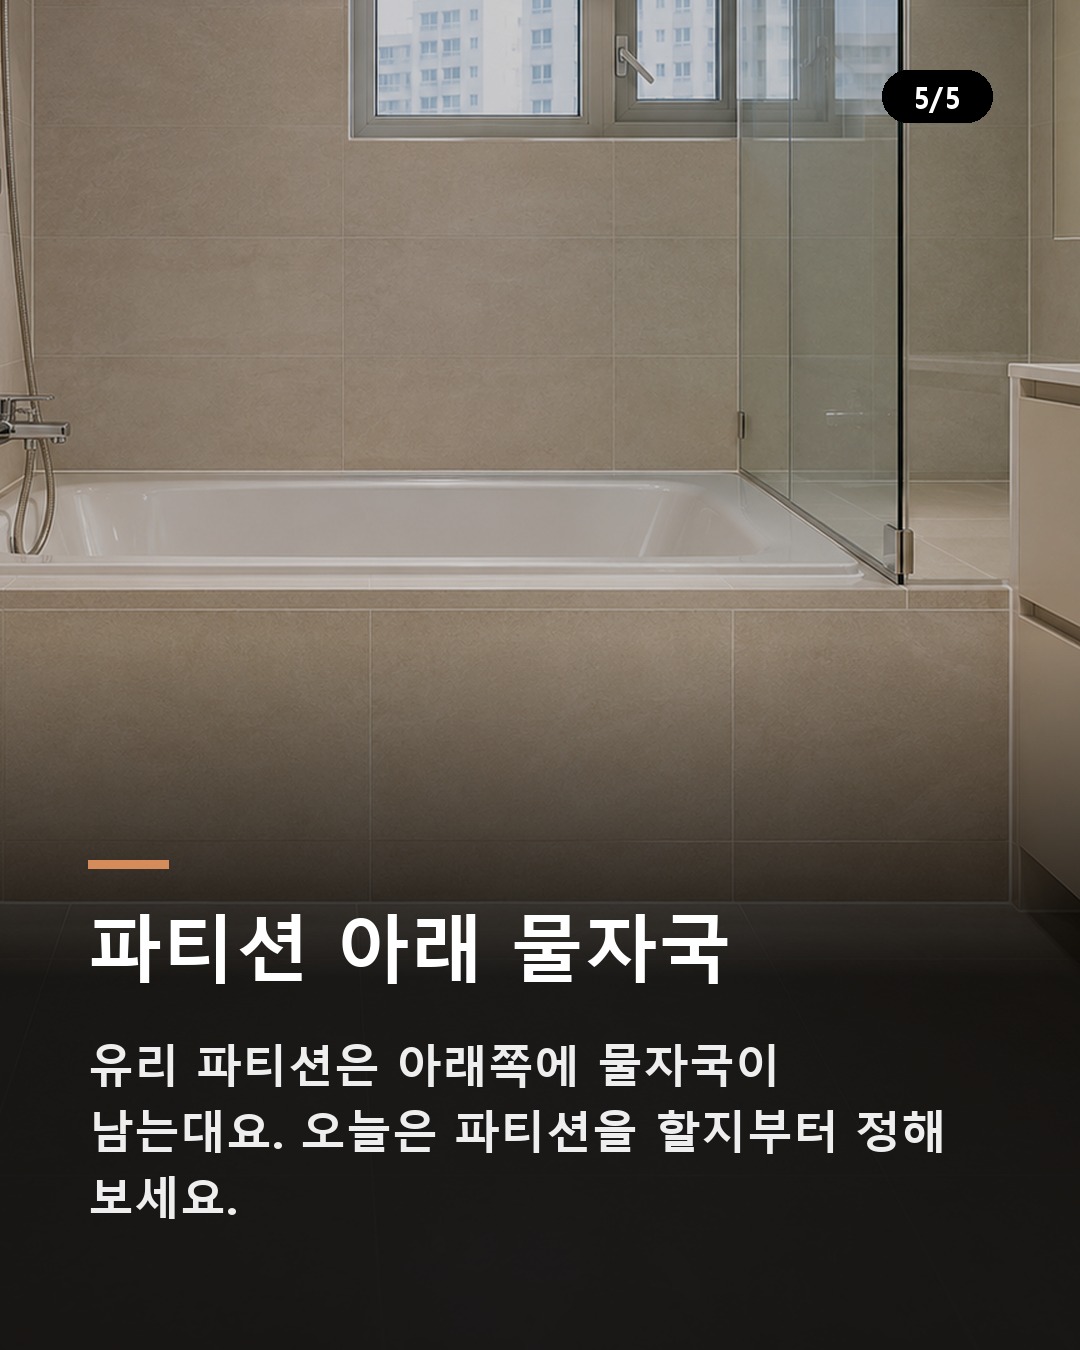 5/5
파티션 아래 물자국
유리 파티션은 아래쪽에 물자국이
남는대요. 오늘은 파티션을 할지부터 정해
보세요.